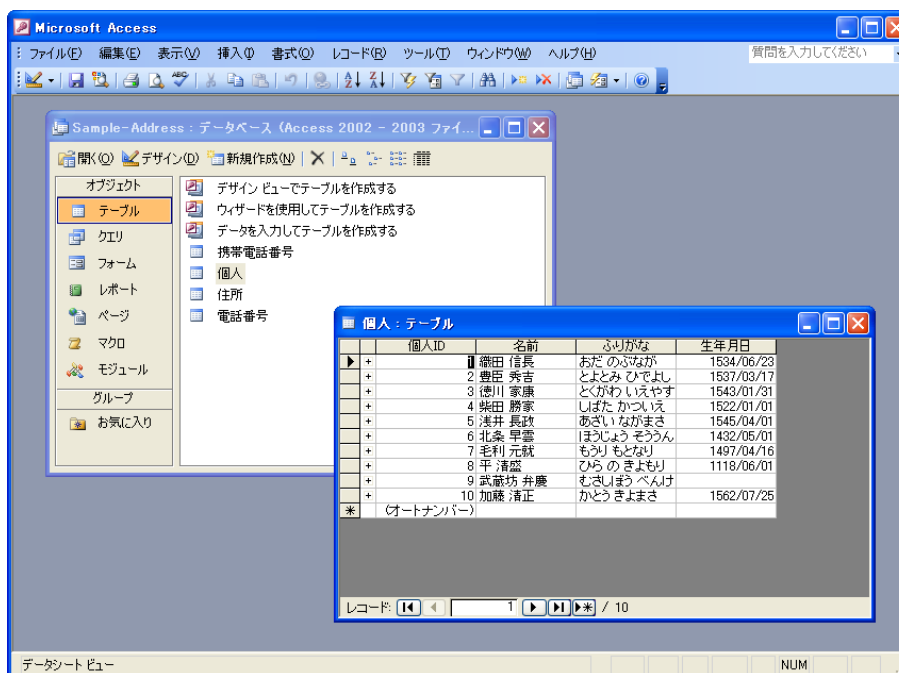 Microsoft Access
ファイル(F) 編集(E) 表示(V) 挿入(I) 書式(O) レコード(R) ツール(T) ウィンドウ(W) ヘルプ(H) 質問を入力してください
Sample-Address : データベース (Access 2002 - 2003 ファイ...
開く(O) デザイン(D) 新規作成(N)
オブジェクト
テーブル
クエリ
フォーム
レポート
ページ
マクロ
モジュール
グループ
お気に入り
デザイン ビューでテーブルを作成する
ウィザードを使用してテーブルを作成する
データを入力してテーブルを作成する
携帯電話番号
個人
住所
電話番号
個人 : テーブル
個人ID 名前 ふりがな 生年月日
1 織田 信長 おだ のぶなが 1534/06/23
2 豊臣 秀吉 とよとみ ひでよし 1537/03/17
3 徳川 家康 とくがわ いえやす 1543/01/31
4 柴田 勝家 しばた かついえ 1522/01/01
5 浅井 長政 あざい ながまさ 1545/04/01
6 北条 早雲 ほうじょう そううん 1432/05/01
7 毛利 元就 もうり もとなり 1497/04/16
8 平 清盛 ひら の きよもり 1118/06/01
9 武蔵坊 弁慶 むさしぼう べんけ
10 加藤 清正 かとう きよまさ 1562/07/25
(オートナンバー)
レコード: 1 / 10
データシート ビュー NUM